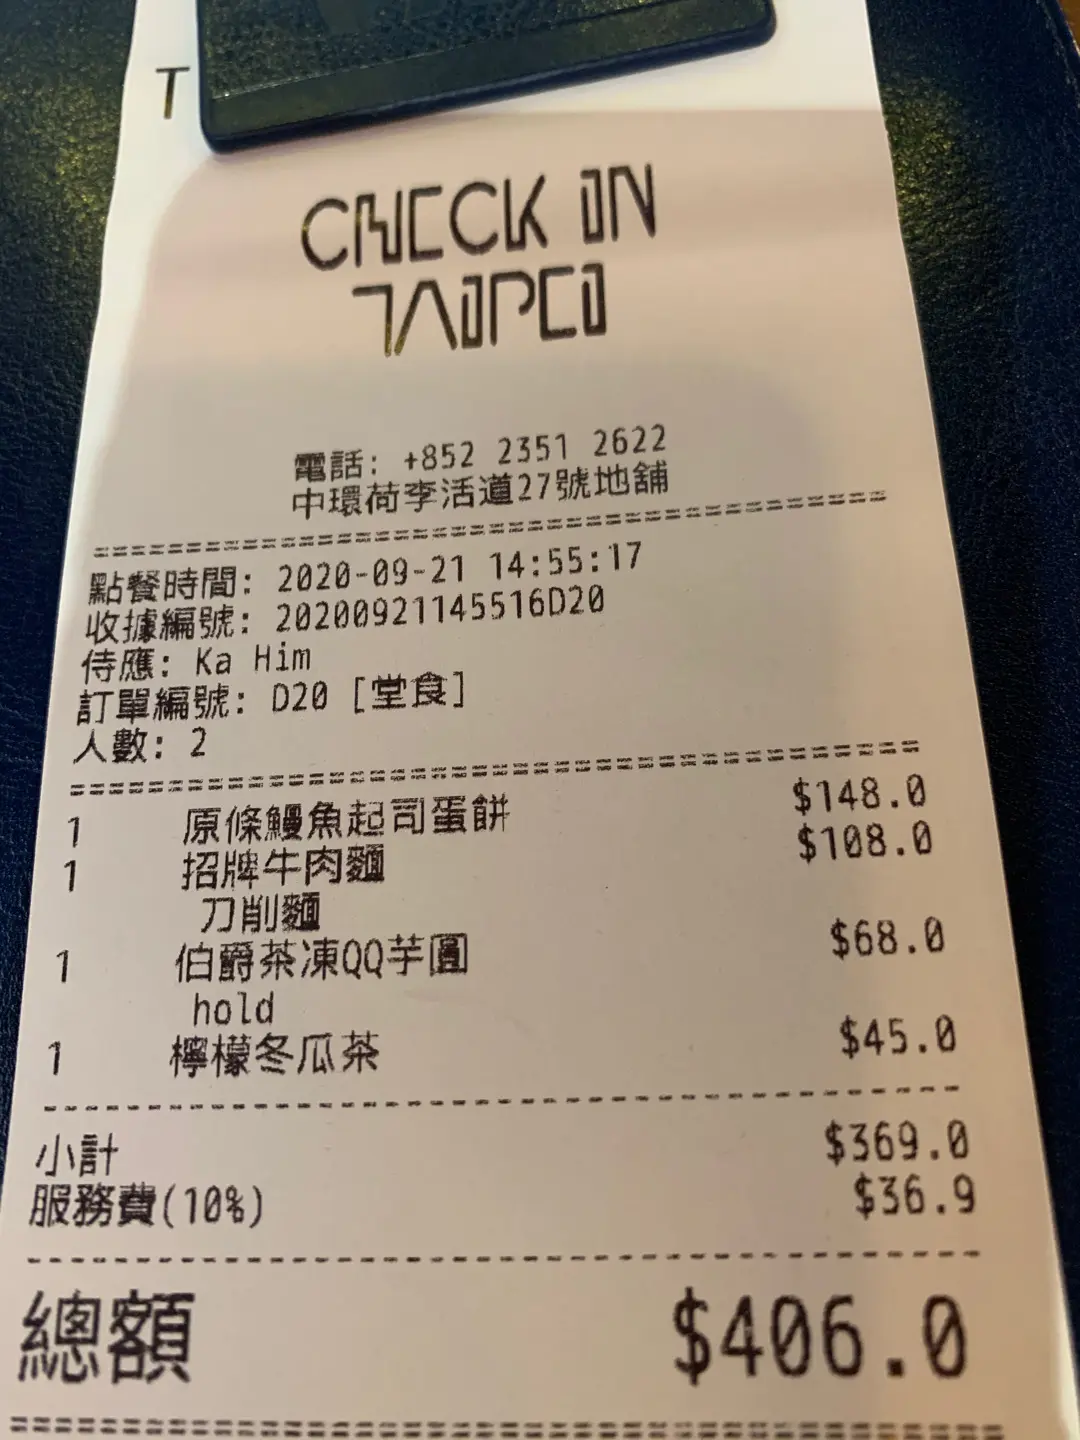 T
CHECK IN
TAIPEI
電話: +852 2351 2622
中環荷李活道27號地舖
點餐時間: 2020-09-21 14:55:17
收據編號: 20200921145516D20
侍應: Ka Him
訂單編號: D20 [堂食]
人數: 2
1 原條鰻魚起司蛋餅 $148.0
1 招牌牛肉麵 $108.0
刀削麵
1 伯爵茶凍QQ芋圓 $68.0
hold
1 檸檬冬瓜茶 $45.0
小計 $369.0
服務費(10%) $36.9
總額 $406.0